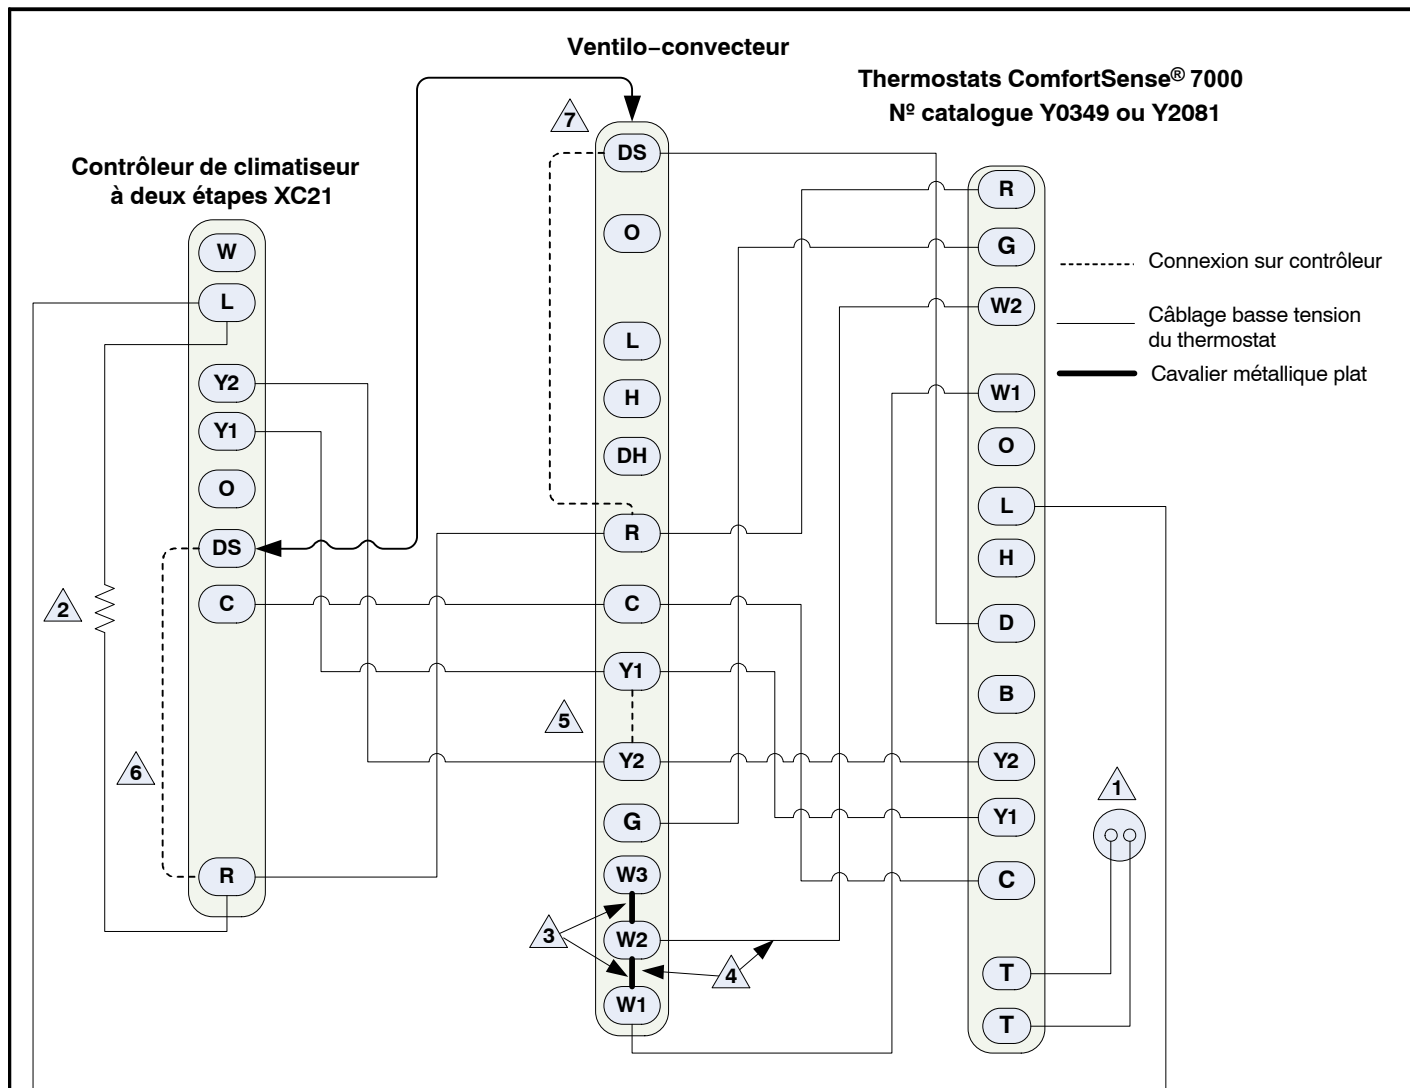 Ventilo–convecteur
Thermostats ComfortSense® 7000
Nº catalogue Y0349 ou Y2081
Contrôleur de climatiseur
à deux étapes XC21
W
L
Y2
Y1
O
DS
C
R
2
6
7
DS
O
L
H
DH
R
C
Y1
5
Y2
G
W3
3
W2
4
W1
R
G
W2
W1
O
L
H
D
B
Y2
Y1
C
T
T
1
Connexion sur contrôleur
Câblage basse tension
du thermostat
Cavalier métallique plat